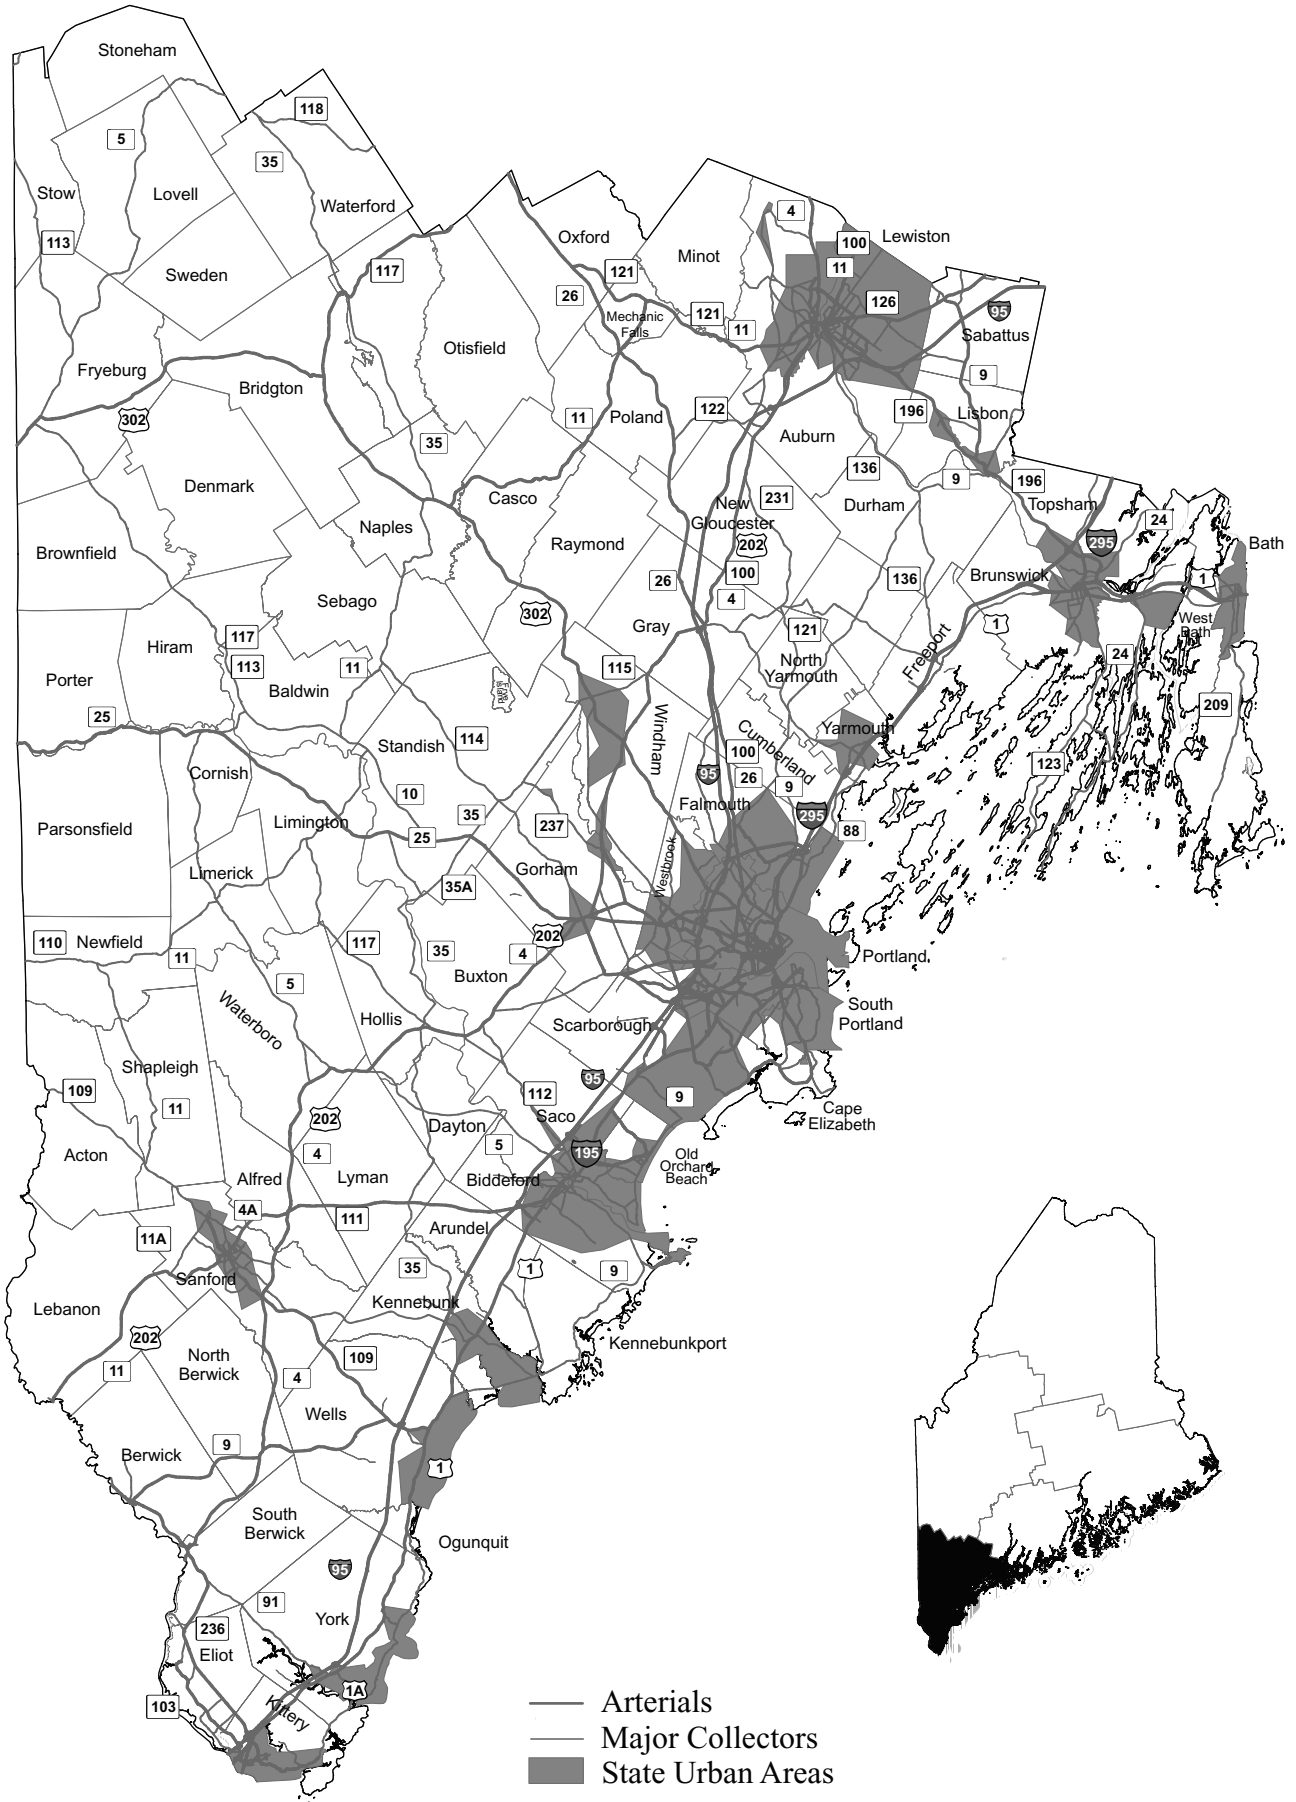 Stoneham
118
5
35
Stow
Lovell
Waterford
4
113
Oxford
100
Lewiston
Sweden
117
121
Minot
11
26
126
95
Mechanic
Falls
121
11
Sabattus
Otisfield
Fryeburg
Bridgton
9
302
11
Poland
122
196
Lisbon
35
Auburn
136
Denmark
Casco
231
9
196
Naples
New
Gloucester
Durham
Topsham
24
Brownfield
Raymond
202
295
Bath
26
100
136
Brunswick
1
Sebago
302
4
117
Gray
121
1
West
Bath
Hiram
113
11
115
North
Yarmouth
Freeport
24
Porter
Baldwin
Frye
Island
25
Windham
209
Standish
114
100
Cumberland
Yarmouth
Cornish
95
26
9
123
10
Falmouth
Parsonsfield
Limington
35
237
295
88
25
Limerick
Gorham
Westbrook
35A
110
Newfield
117
202
11
35
4
Portland
5
Buxton
Waterboro
Hollis
Scarborough
South
Portland
Shapleigh
95
109
112
9
11
202
Saco
Cape
Elizabeth
Dayton
5
195
Acton
4
Old
Orchard
Beach
Alfred
Lyman
Biddeford
4A
111
Arundel
11A
35
1
9
Sanford
Kennebunk
Lebanon
202
Kennebunkport
North
Berwick
109
11
4
Wells
9
Berwick
1
South
Berwick
Ogunquit
95
91
York
236
Eliot
1A
103
Kittery
Arterials
Major Collectors
State Urban Areas